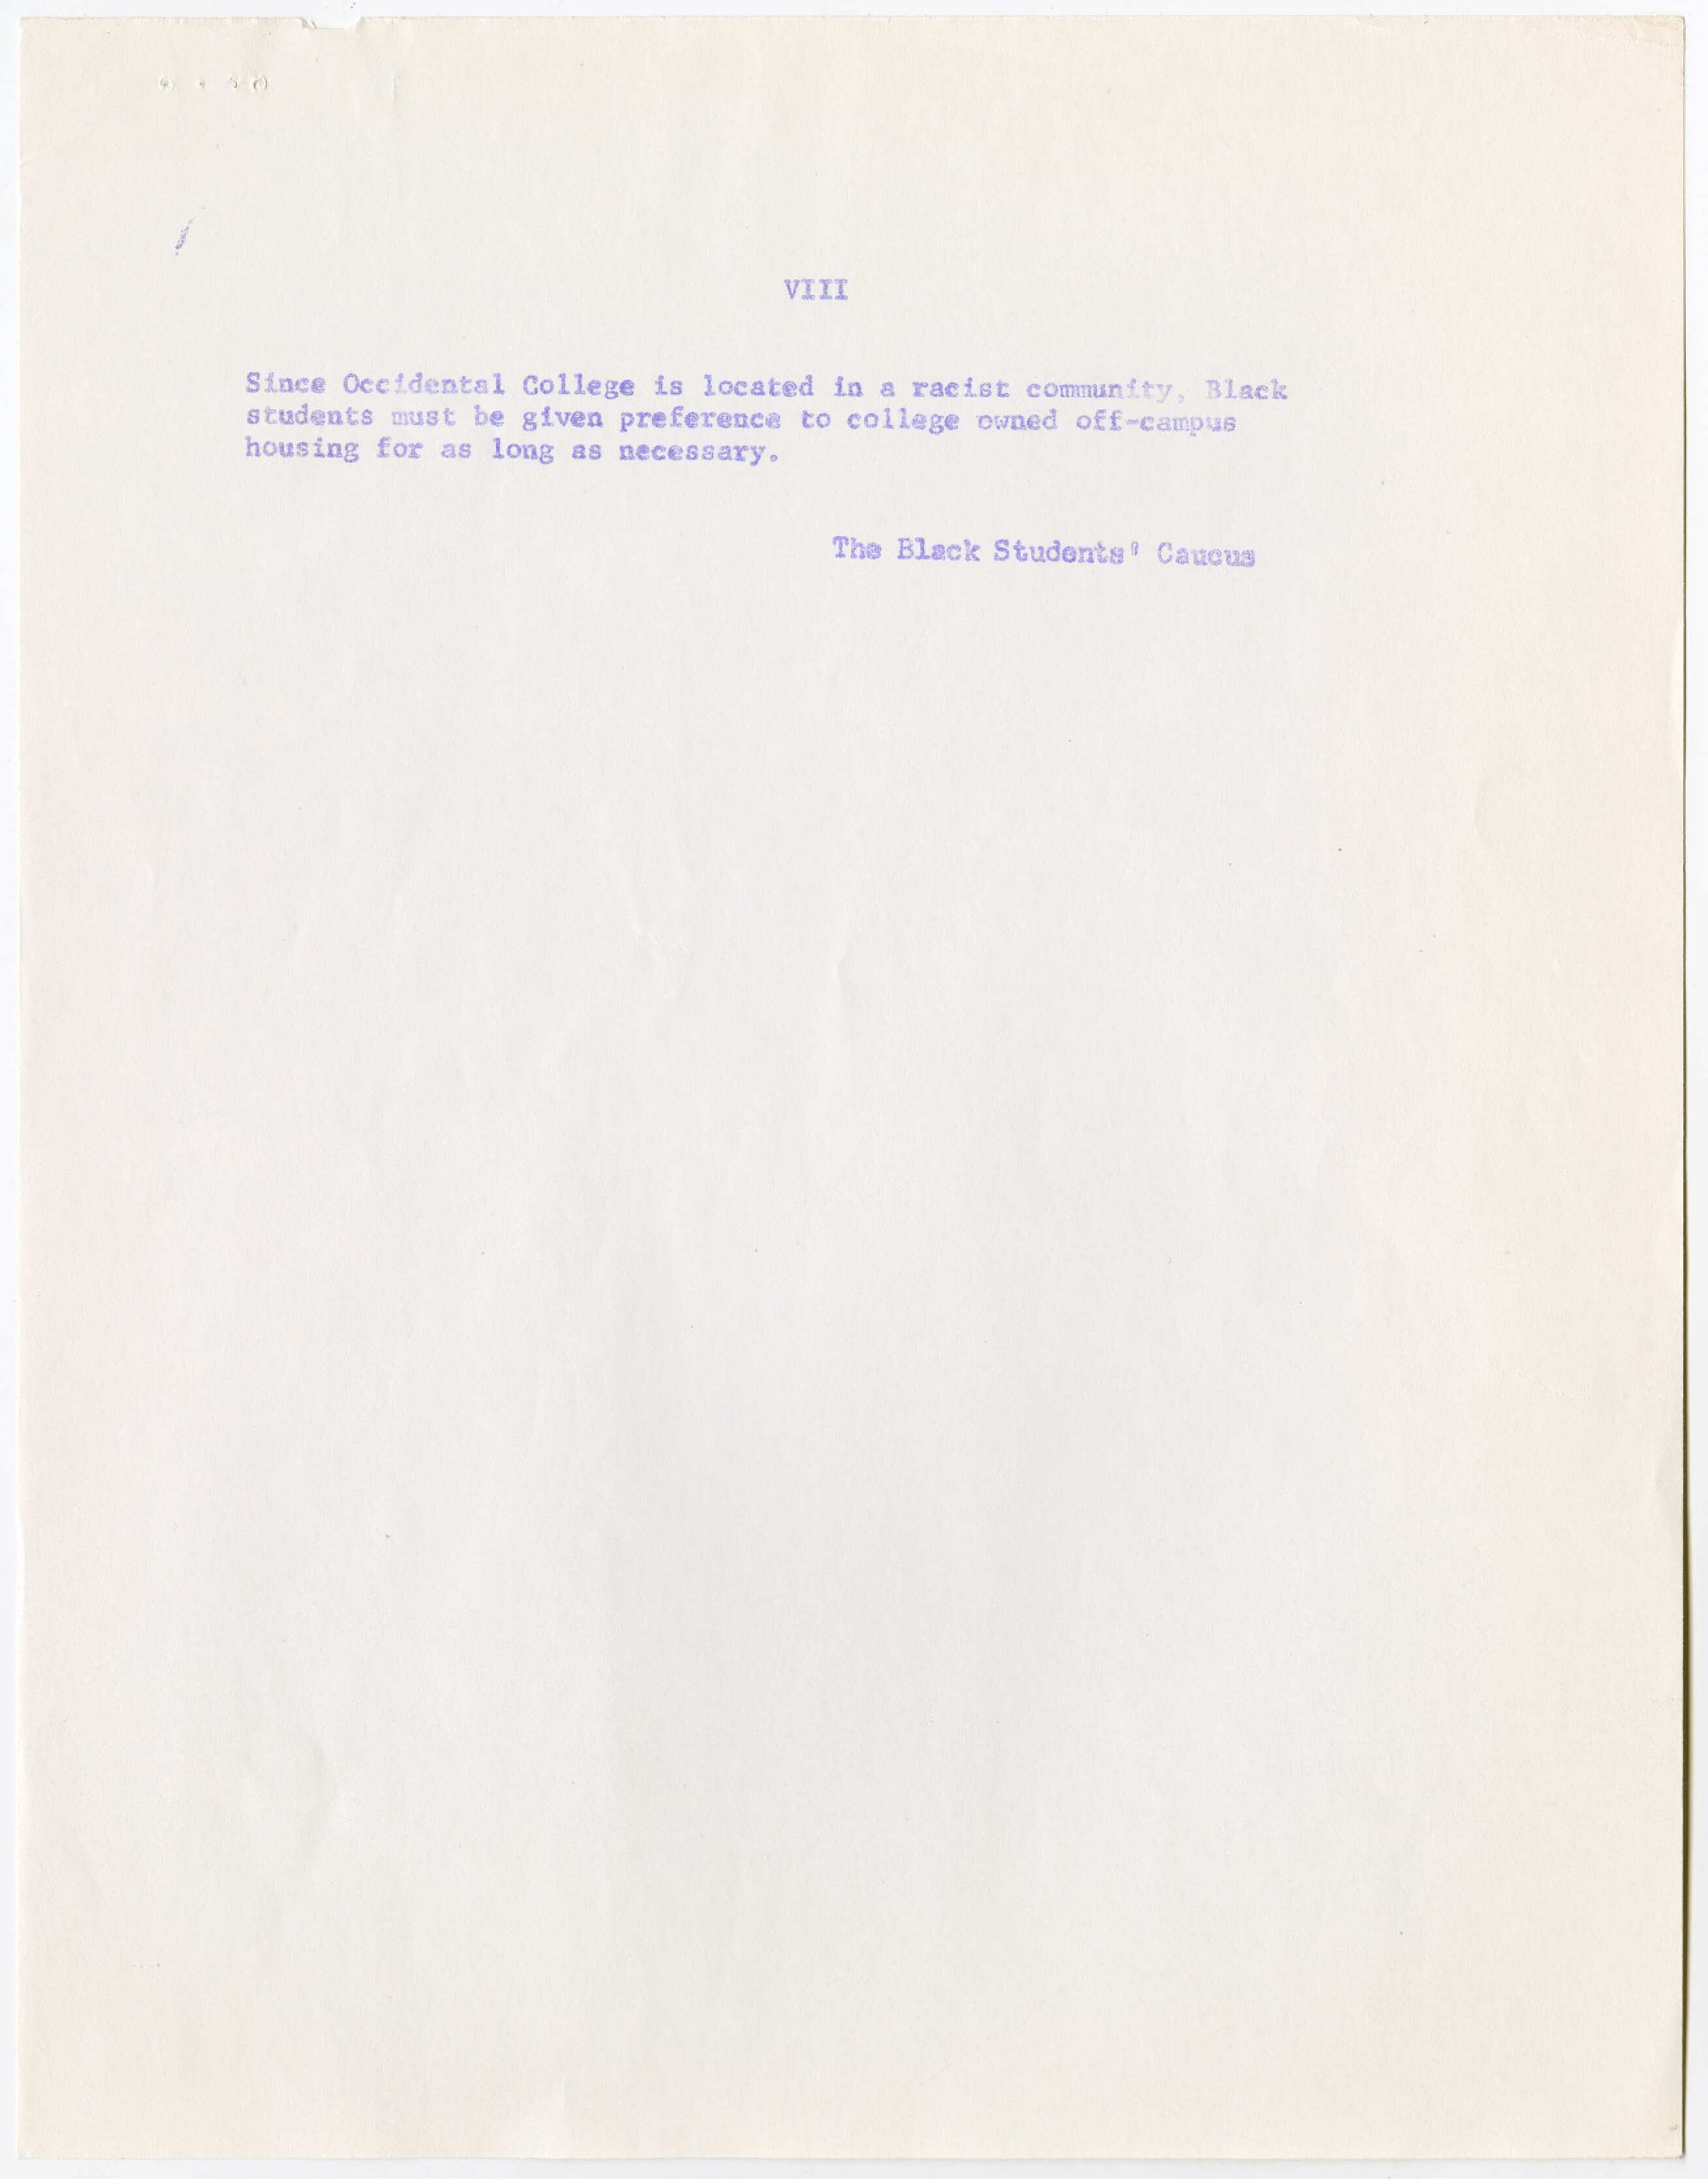 VIII
Since Occidental College is located in a racist community, Black
students must be given preference to college owned off-campus
housing for as long as necessary.
The Black Students' Caucus